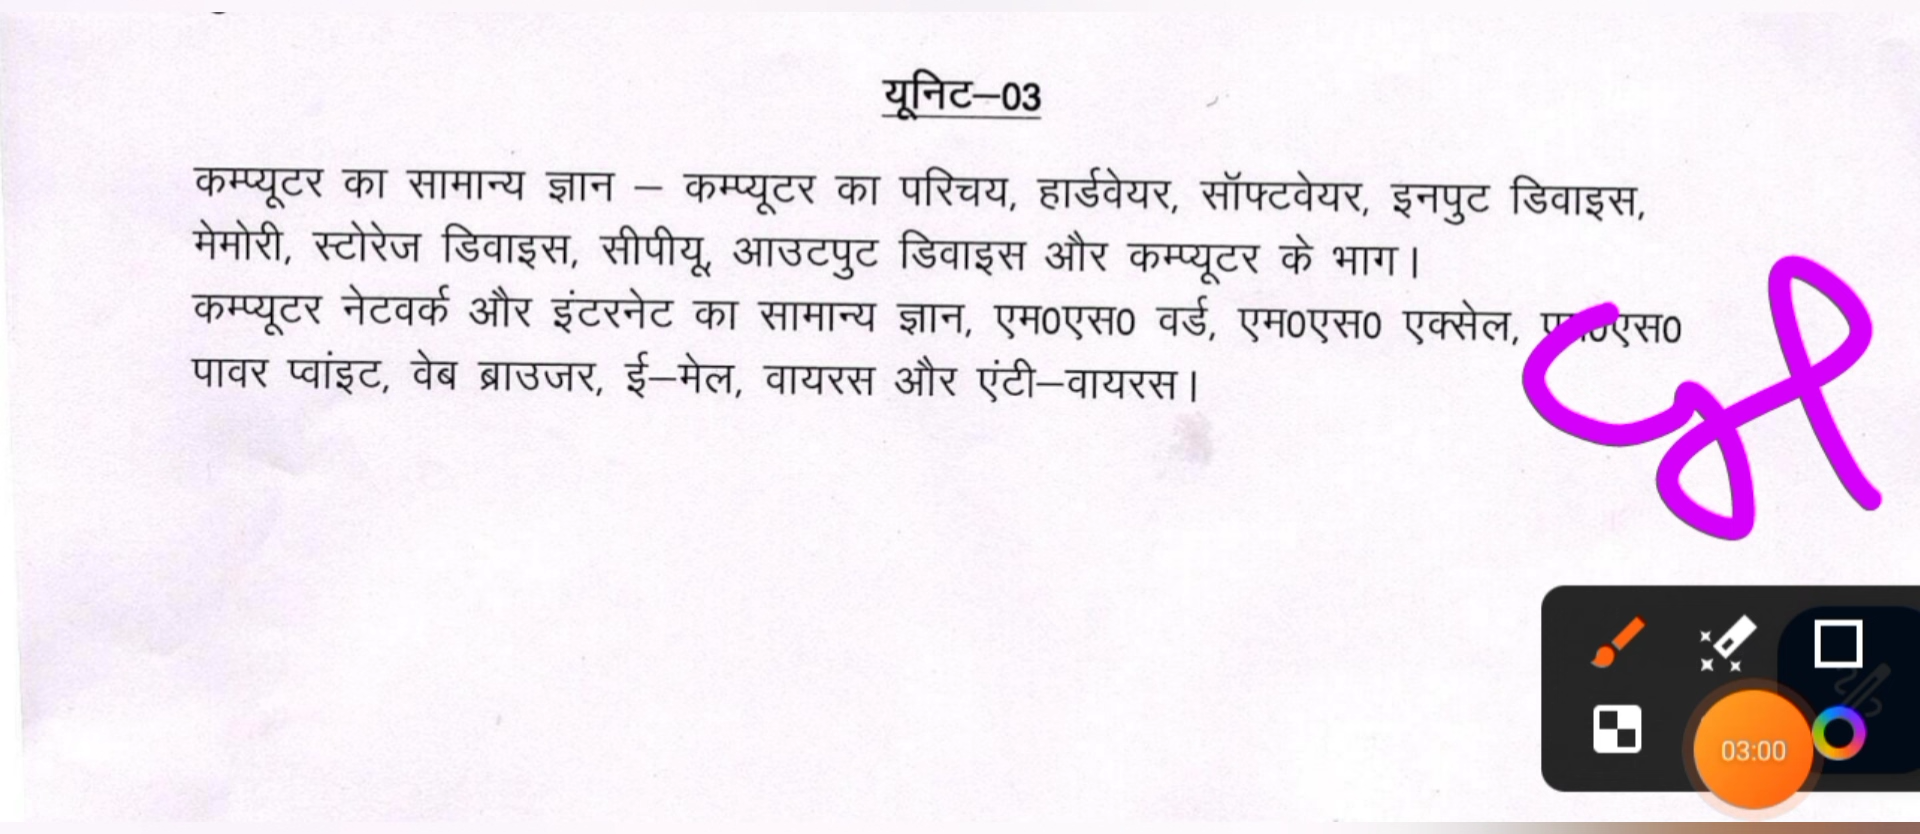 यूनिट–03
कम्प्यूटर का सामान्य ज्ञान – कम्प्यूटर का परिचय, हार्डवेयर, सॉफ्टवेयर, इनपुट डिवाइस,
मेमोरी, स्टोरेज डिवाइस, सीपीयू, आउटपुट डिवाइस और कम्प्यूटर के भाग।
कम्प्यूटर नेटवर्क और इंटरनेट का सामान्य ज्ञान, एम0एस0 वर्ड, एम0एस0 एक्सेल, एम0एस0
पावर प्वांइट, वेब ब्राउजर, ई–मेल, वायरस और एंटी–वायरस।
03:00